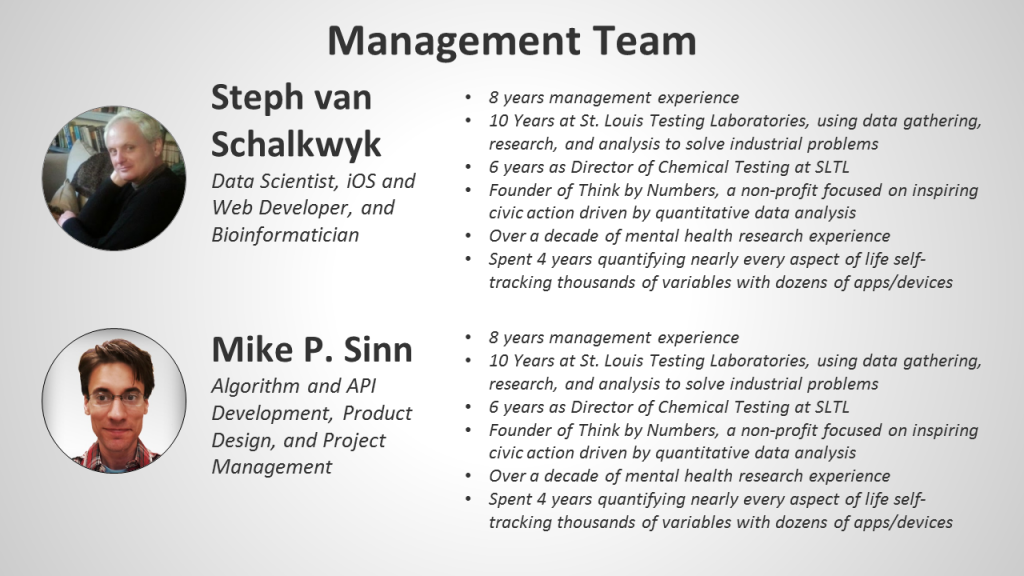 Management Team
Steph van
Schalkwyk
Data Scientist, iOS and
Web Developer, and
Bioinformatician
• 8 years management experience
• 10 Years at St. Louis Testing Laboratories, using data gathering,
research, and analysis to solve industrial problems
• 6 years as Director of Chemical Testing at SLTL
• Founder of Think by Numbers, a non-profit focused on inspiring
civic action driven by quantitative data analysis
• Over a decade of mental health research experience
• Spent 4 years quantifying nearly every aspect of life self-
tracking thousands of variables with dozens of apps/devices
Mike P. Sinn
Algorithm and API
Development, Product
Design, and Project
Management
• 8 years management experience
• 10 Years at St. Louis Testing Laboratories, using data gathering,
research, and analysis to solve industrial problems
• 6 years as Director of Chemical Testing at SLTL
• Founder of Think by Numbers, a non-profit focused on inspiring
civic action driven by quantitative data analysis
• Over a decade of mental health research experience
• Spent 4 years quantifying nearly every aspect of life self-
tracking thousands of variables with dozens of apps/devices